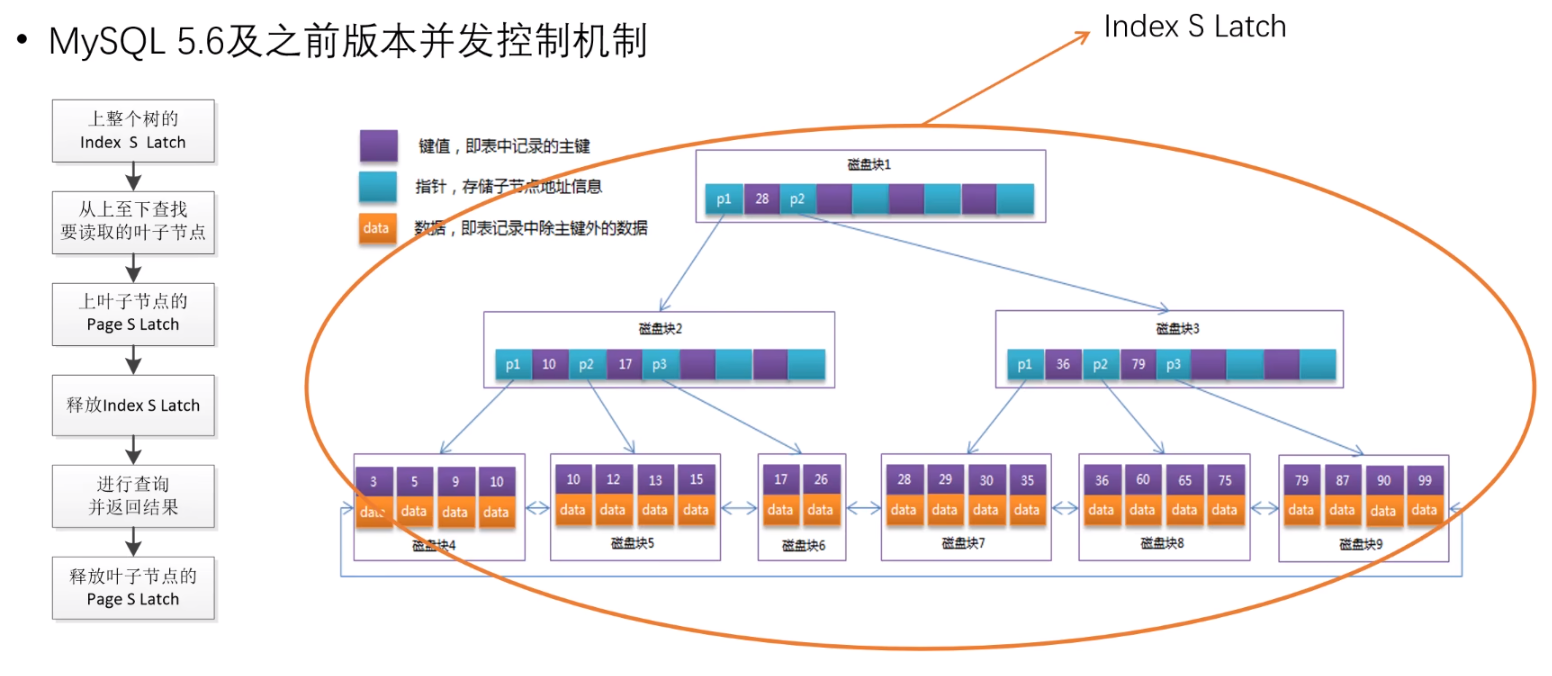 • MySQL 5.6及之前版本并发控制机制
Index S Latch
上整个树的
Index S Latch
从上至下查找
要读取的叶子节点
上叶子节点的
Page S Latch
释放Index S Latch
进行查询
并返回结果
释放叶子节点的
Page S Latch
键值，即表中记录的主键
指针，存储子节点地址信息
data 数据，即表记录中除主键外的数据
磁盘块1
p1 28 p2
磁盘块2
p1 10 p2 17 p3
磁盘块3
p1 36 p2 79 p3
3 5 9 10
data data data data
磁盘块4
10 12 13 15
data data data data
磁盘块5
17 26
data data
磁盘块6
28 29 30 35
data data data data
磁盘块7
36 60 65 75
data data data data
磁盘块8
79 87 90 99
data data data data
磁盘块9